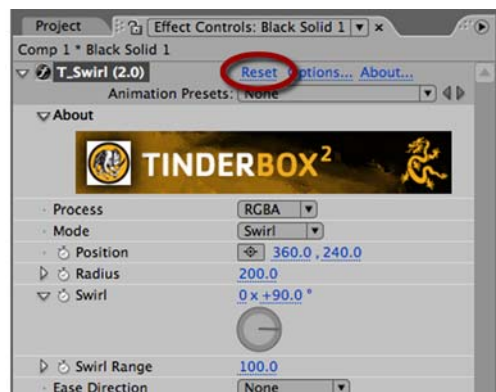 Project Effect Controls: Black Solid 1 ×
Comp 1 * Black Solid 1
T_Swirl (2.0) Reset Options... About...
Animation Presets: None
About
TINDERBOX²
Process RGBA
Mode Swirl
Position 360.0 , 240.0
Radius 200.0
Swirl 0 x +90.0 °
Swirl Range 100.0
Ease Direction None